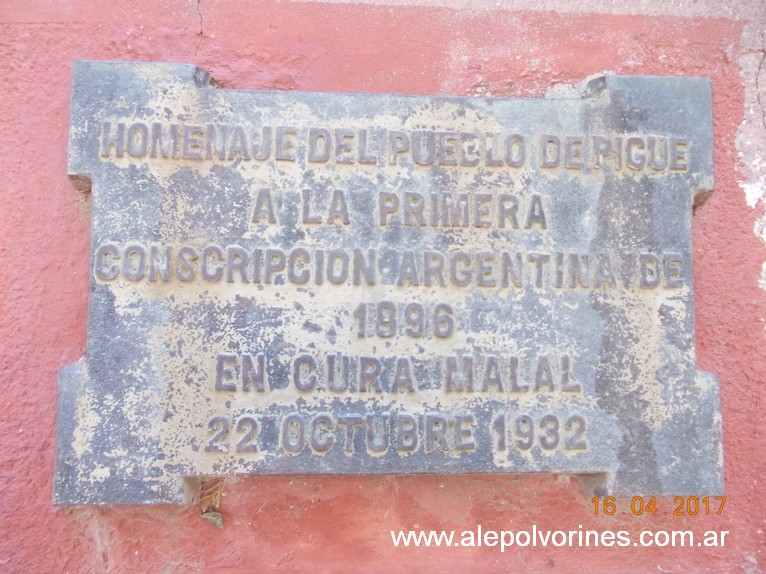 HOMENAJE DEL PUEBLO DE PIGUE
A LA PRIMERA
CONSCRIPCION ARGENTINA DE
1896
EN CURA MALAL
22 OCTUBRE 1932
16.04.2017
www.alepolvorines.com.ar